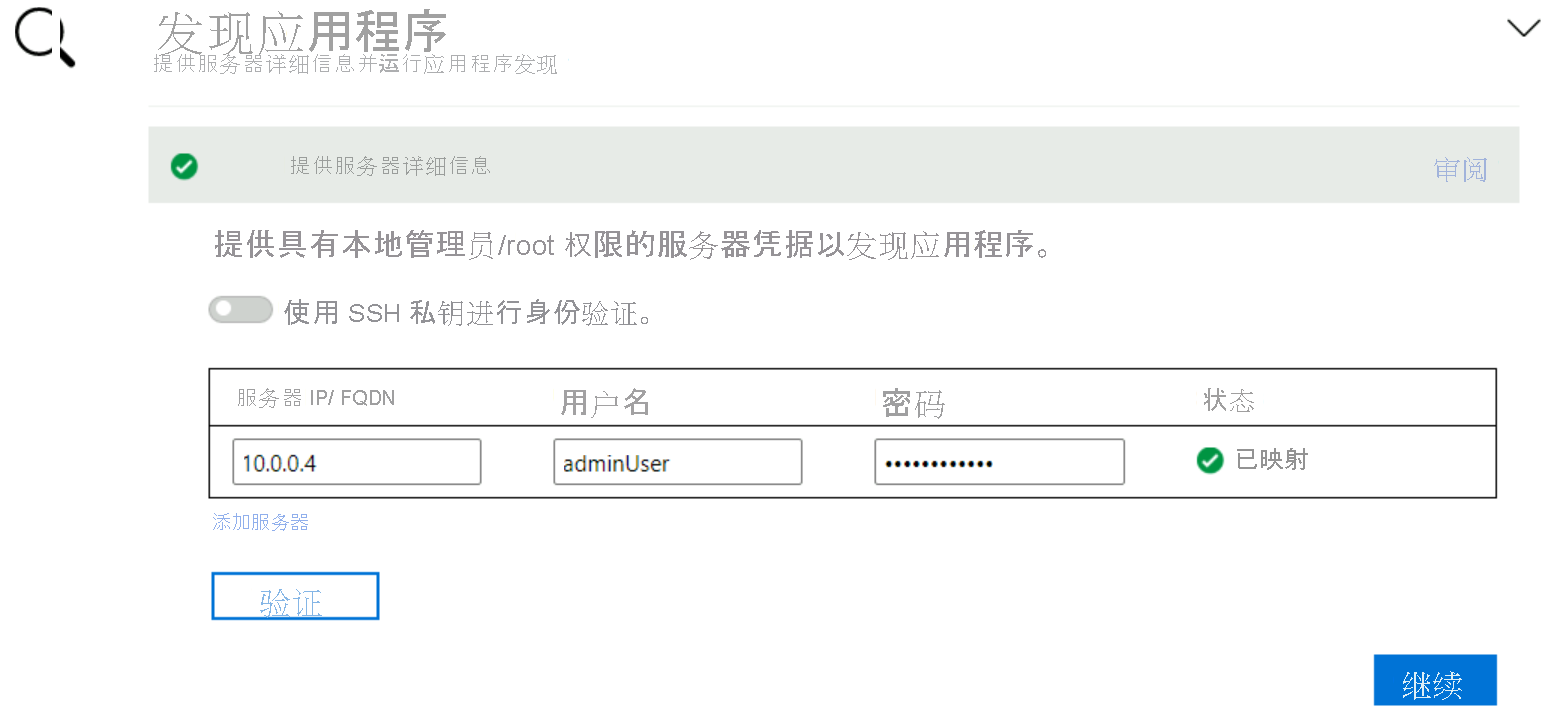 发现应用程序
提供服务器详细信息并运行应用程序发现
提供服务器详细信息 审阅
提供具有本地管理员/root 权限的服务器凭据以发现应用程序。
使用 SSH 私钥进行身份验证。
服务器 IP/ FQDN 用户名 密码 状态
10.0.0.4 adminUser •••••••••••• 已映射
添加服务器
验证
继续